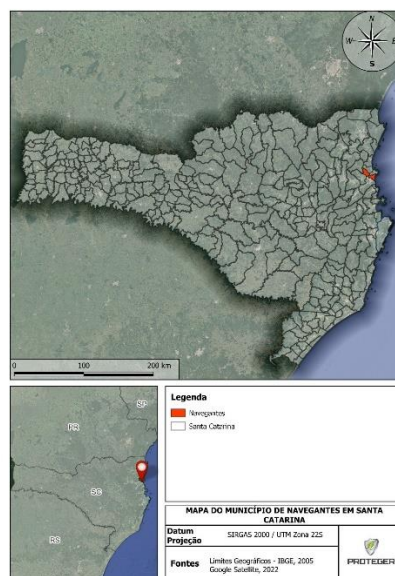 N
W
E
S
0 100 200 km
SP
PR
SC
RS
Legenda
Navegantes
Santa Catarina
MAPA DO MUNICÍPIO DE NAVEGANTES EM SANTA
CATARINA
Datum
Projeção
SIRGAS 2000 / UTM Zona 22S
Fontes
Limites Geográficos - IBGE, 2005
Google Satellite, 2022
PROTEGER